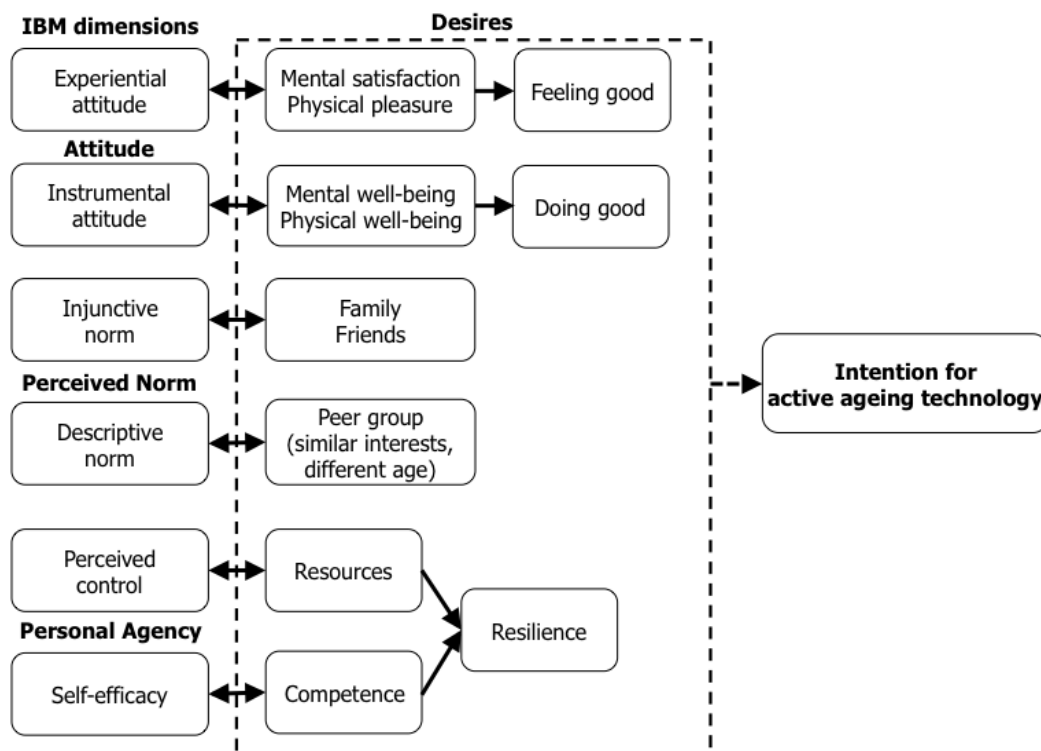 IBM dimensions
Desires
Experiential
attitude
Mental satisfaction
Physical pleasure
Feeling good
Attitude
Instrumental
attitude
Mental well-being
Physical well-being
Doing good
Injunctive
norm
Family
Friends
Intention for
active ageing technology
Perceived Norm
Descriptive
norm
Peer group
(similar interests,
different age)
Perceived
control
Resources
Resilience
Personal Agency
Self-efficacy
Competence